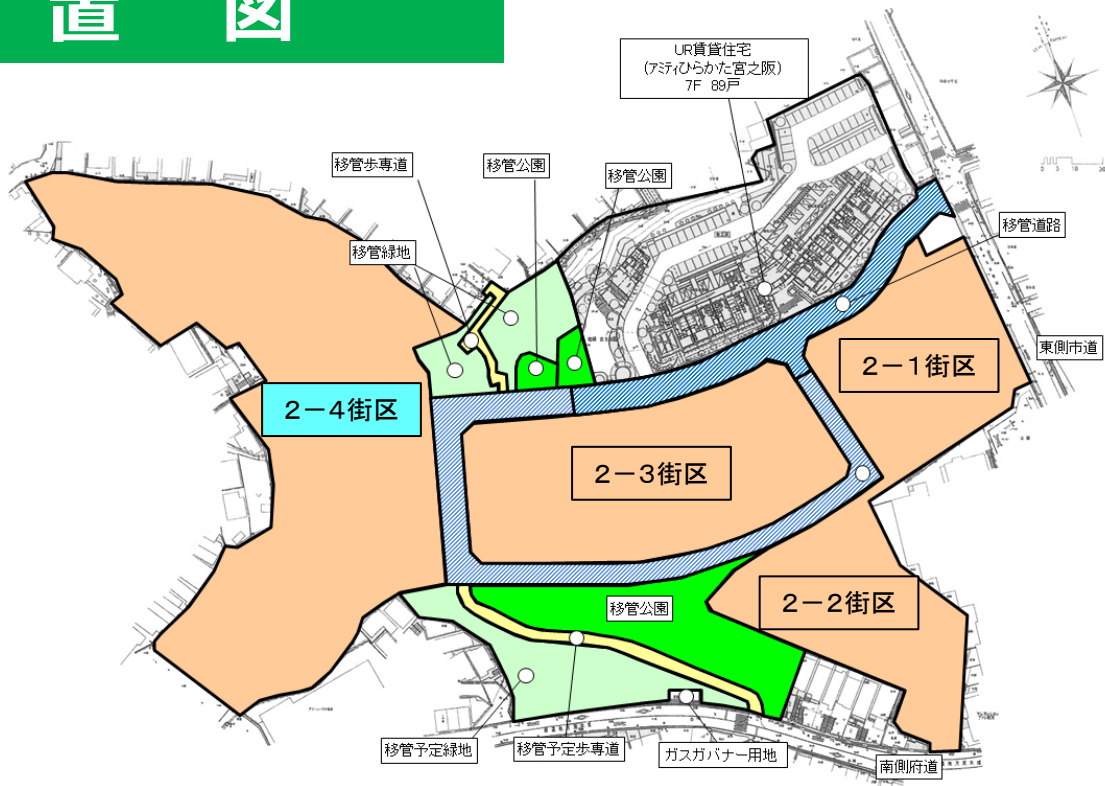 置 図
UR賃貸住宅
(アミティひらかた宮之阪)
7F 89戸
移管歩専道
移管公園
移管公園
移管緑地
移管道路
東側市道
2－1街区
2－4街区
2－3街区
2－2街区
移管公園
移管予定緑地
移管予定歩専道
ガスガバナー用地
南側府道
0 5 10 20